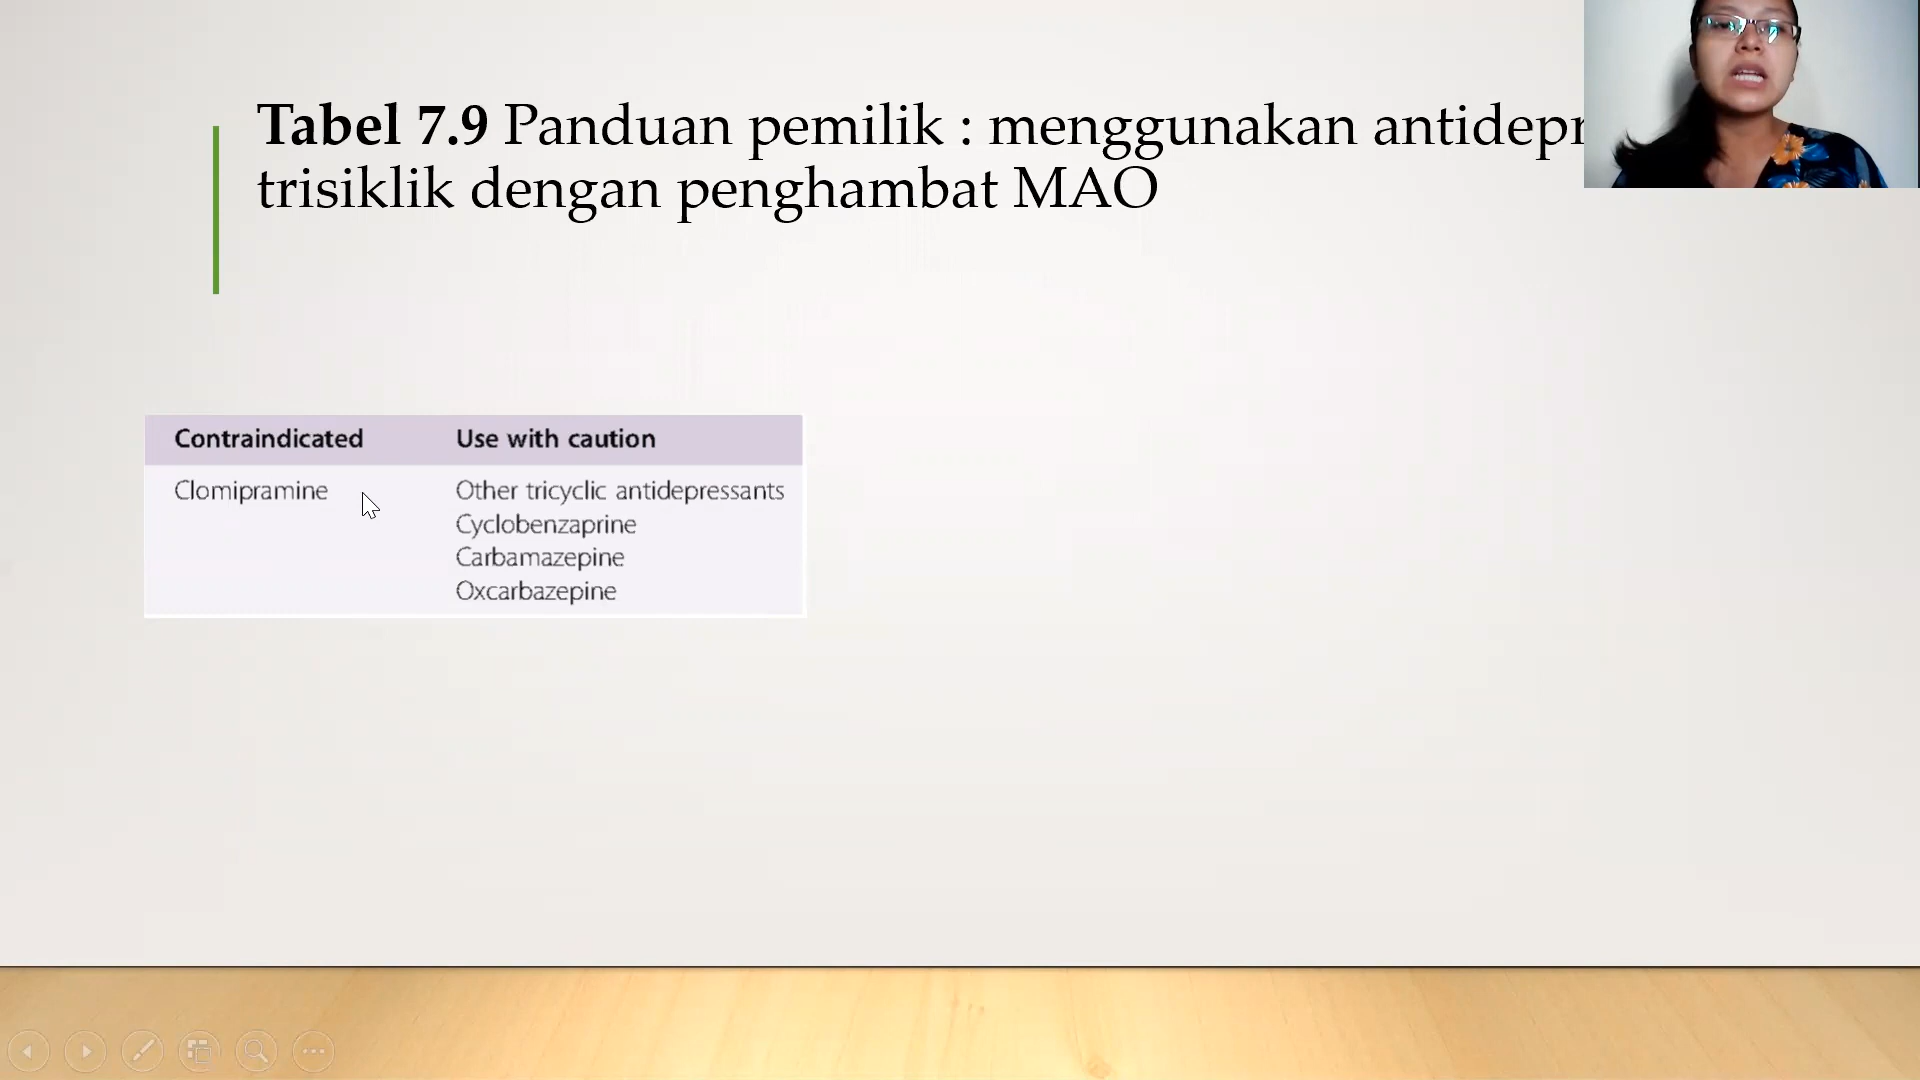 Tabel 7.9 Panduan pemilik : menggunakan antidepr
trisiklik dengan penghambat MAO
Contraindicated Use with caution
Clomipramine Other tricyclic antidepressants
Cyclobenzaprine
Carbamazepine
Oxcarbazepine